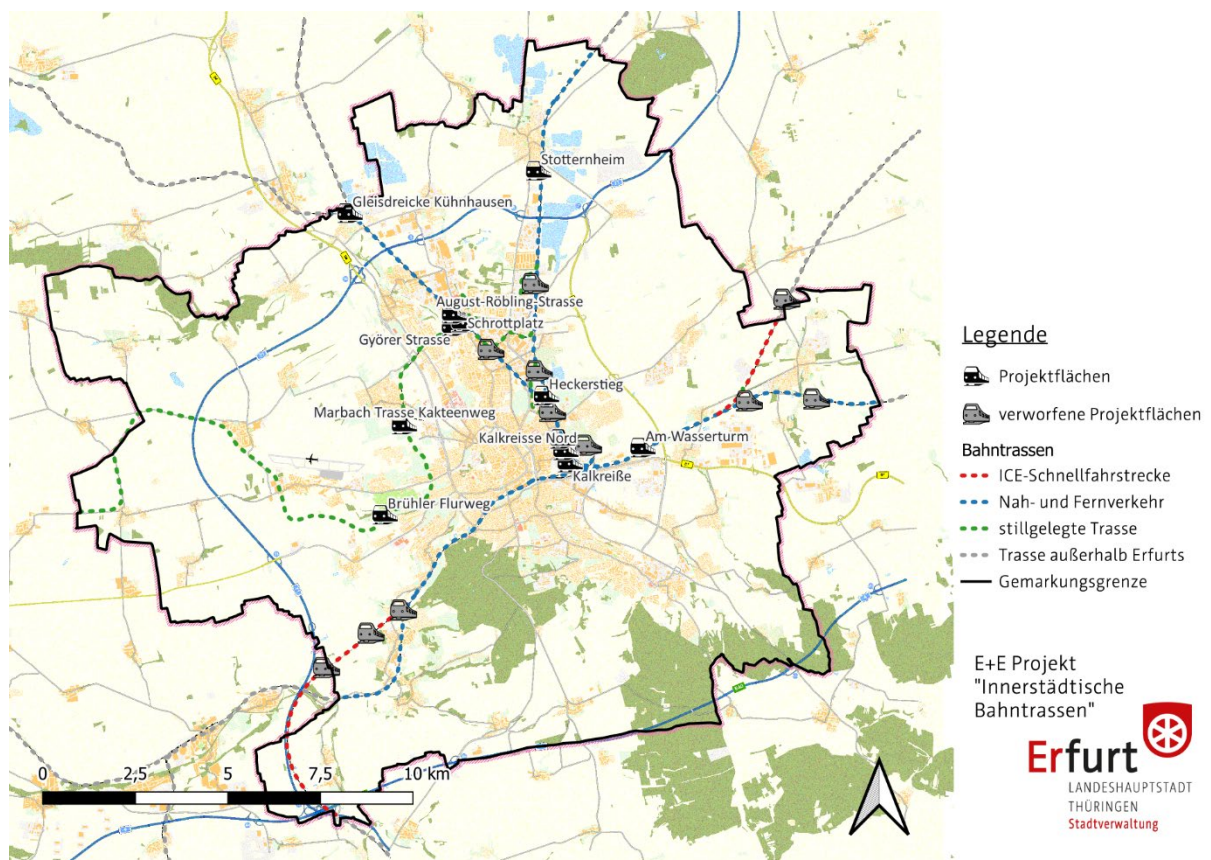 Stotternheim
Gleisdreicke Kühnhausen
August-Röbling-Strasse
Schrottplatz
Györer Strasse
Heckerstieg
Marbach Trasse Kakteenweg
Kalkreisse Nord
Am-Wasserturm
Kalkreiße
Brühler Flurweg
0 2,5 5 7,5 10 km
Legende
Projektflächen
verworfene Projektflächen
Bahntrassen
ICE-Schnellfahrstrecke
Nah- und Fernverkehr
stillgelegte Trasse
Trasse außerhalb Erfurts
Gemarkungsgrenze
E+E Projekt
"Innerstädtische
Bahntrassen"
Erfurt
LANDESHAUPTSTADT
THÜRINGEN
Stadtverwaltung